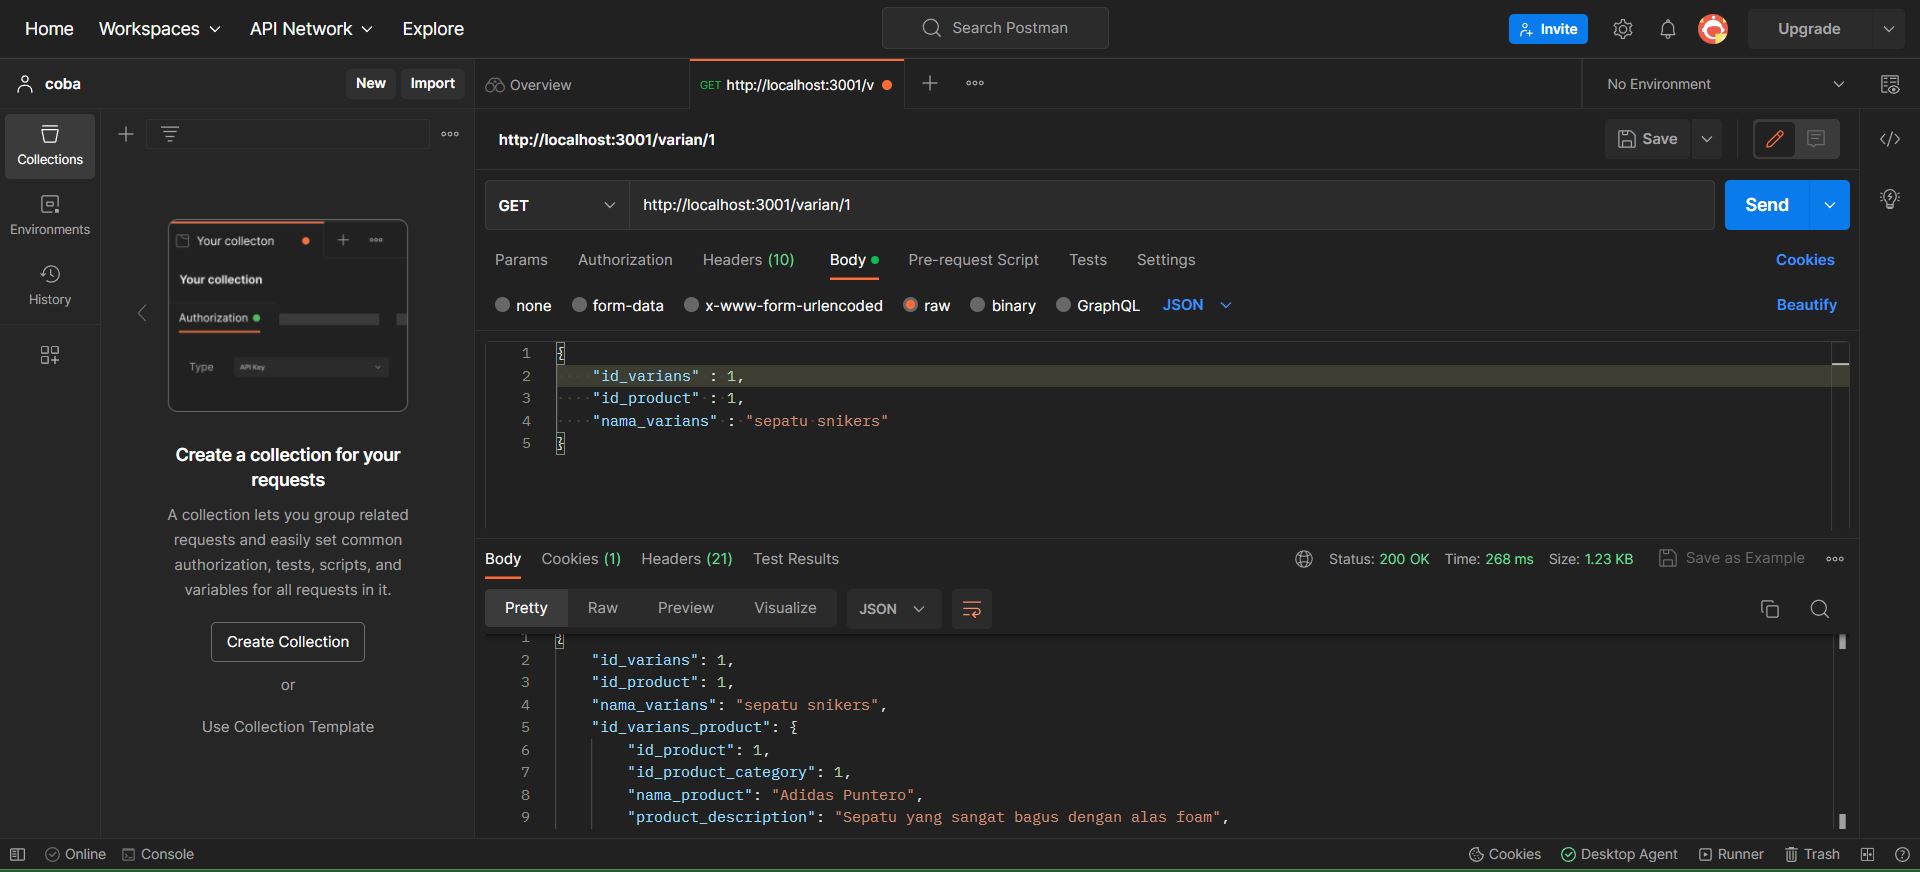 Home Workspaces API Network Explore Search Postman Invite Upgrade
coba New Import Overview GET http://localhost:3001/v No Environment
Collections
http://localhost:3001/varian/1 Save
Environments
GET http://localhost:3001/varian/1 Send
History
Params Authorization Headers (10) Body Pre-request Script Tests Settings Cookies
none form-data x-www-form-urlencoded raw binary GraphQL JSON Beautify
Your collecton
Your collection
Authorization
Type API Key
Create a collection for your
requests
A collection lets you group related
requests and easily set common
authorization, tests, scripts, and
variables for all requests in it.
Create Collection
or
Use Collection Template
1 {
2 "id_varians" : 1,
3 "id_product" : 1,
4 "nama_varians" : "sepatu snikers"
5 }
Body Cookies (1) Headers (21) Test Results Status: 200 OK Time: 268 ms Size: 1.23 KB Save as Example
Pretty Raw Preview Visualize JSON
1 {
2 "id_varians": 1,
3 "id_product": 1,
4 "nama_varians": "sepatu snikers",
5 "id_varians_product": {
6 "id_product": 1,
7 "id_product_category": 1,
8 "nama_product": "Adidas Puntero",
9 "product_description": "Sepatu yang sangat bagus dengan alas foam",
Online Console Cookies Desktop Agent Runner Trash